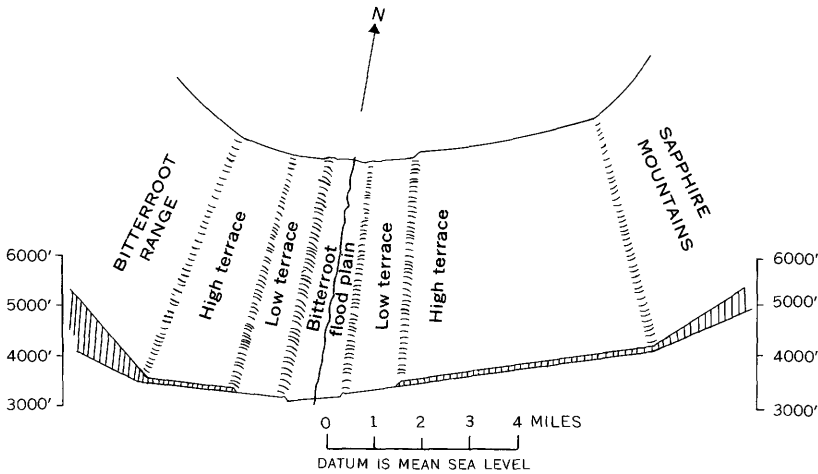 N
BITTERROOT
RANGE
High terrace
Low terrace
Bitterroot
flood plain
Low terrace
High terrace
SAPPHIRE
MOUNTAINS
6000'
5000'
4000'
3000'
6000'
5000'
4000'
3000'
0 1 2 3 4 MILES
DATUM IS MEAN SEA LEVEL